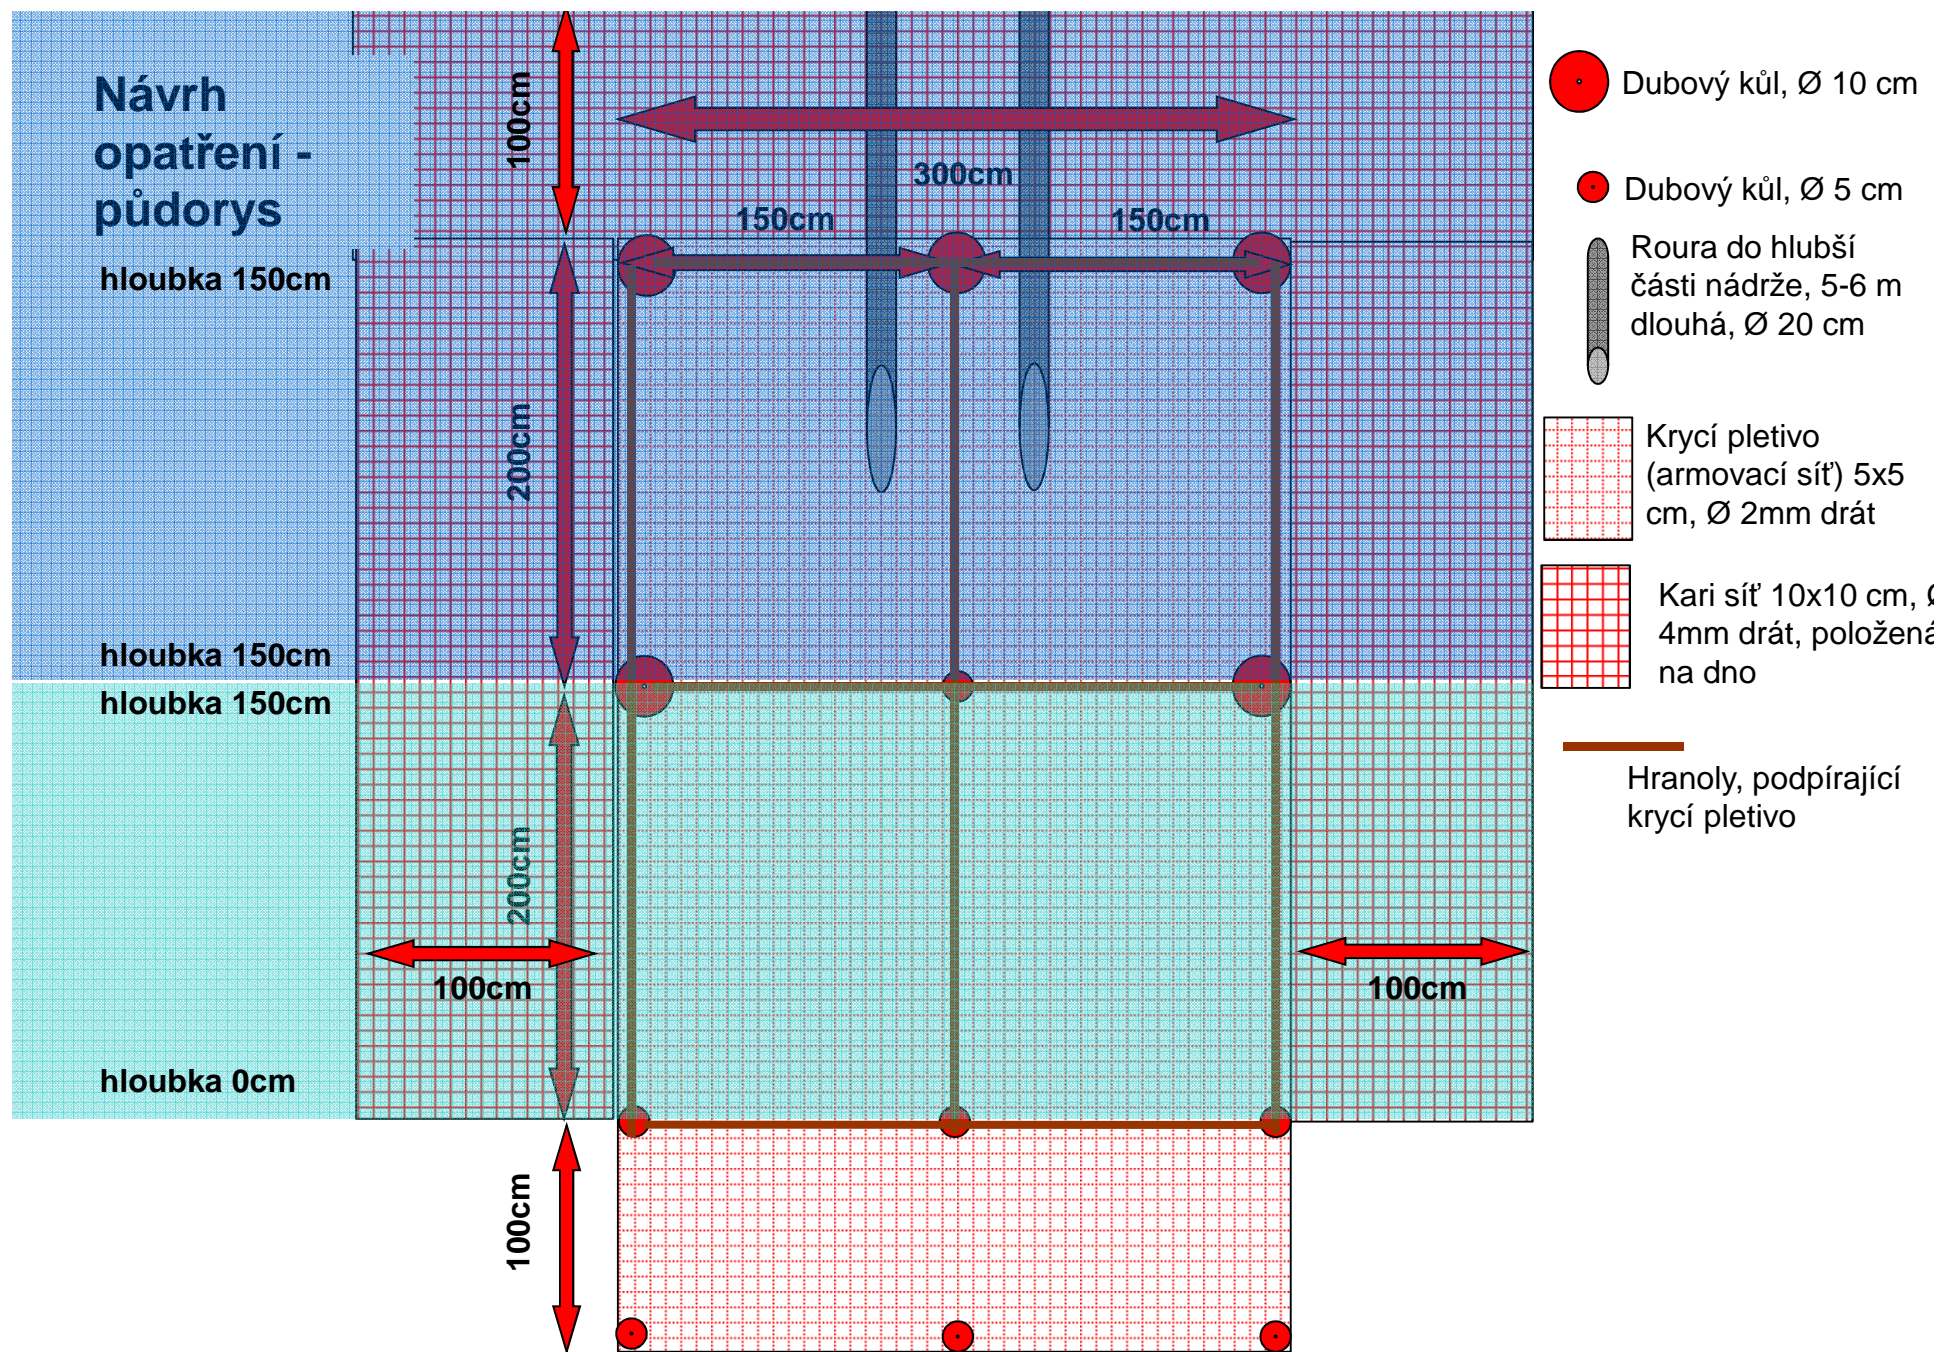 Návrh
opatření -
půdorys
hloubka 150cm
hloubka 150cm
hloubka 150cm
hloubka 0cm
100cm
300cm
150cm
150cm
200cm
200cm
100cm
100cm
100cm
Dubový kůl, Ø 10 cm
Dubový kůl, Ø 5 cm
Roura do hlubší
části nádrže, 5-6 m
dlouhá, Ø 20 cm
Krycí pletivo
(armovací síť) 5x5
cm, Ø 2mm drát
Kari síť 10x10 cm, Ø
4mm drát, položená
na dno
Hranoly, podpírající
krycí pletivo